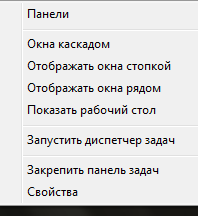 Панели
Окна каскадом
Отображать окна стопкой
Отображать окна рядом
Показать рабочий стол
Запустить диспетчер задач
Закрепить панель задач
Свойства